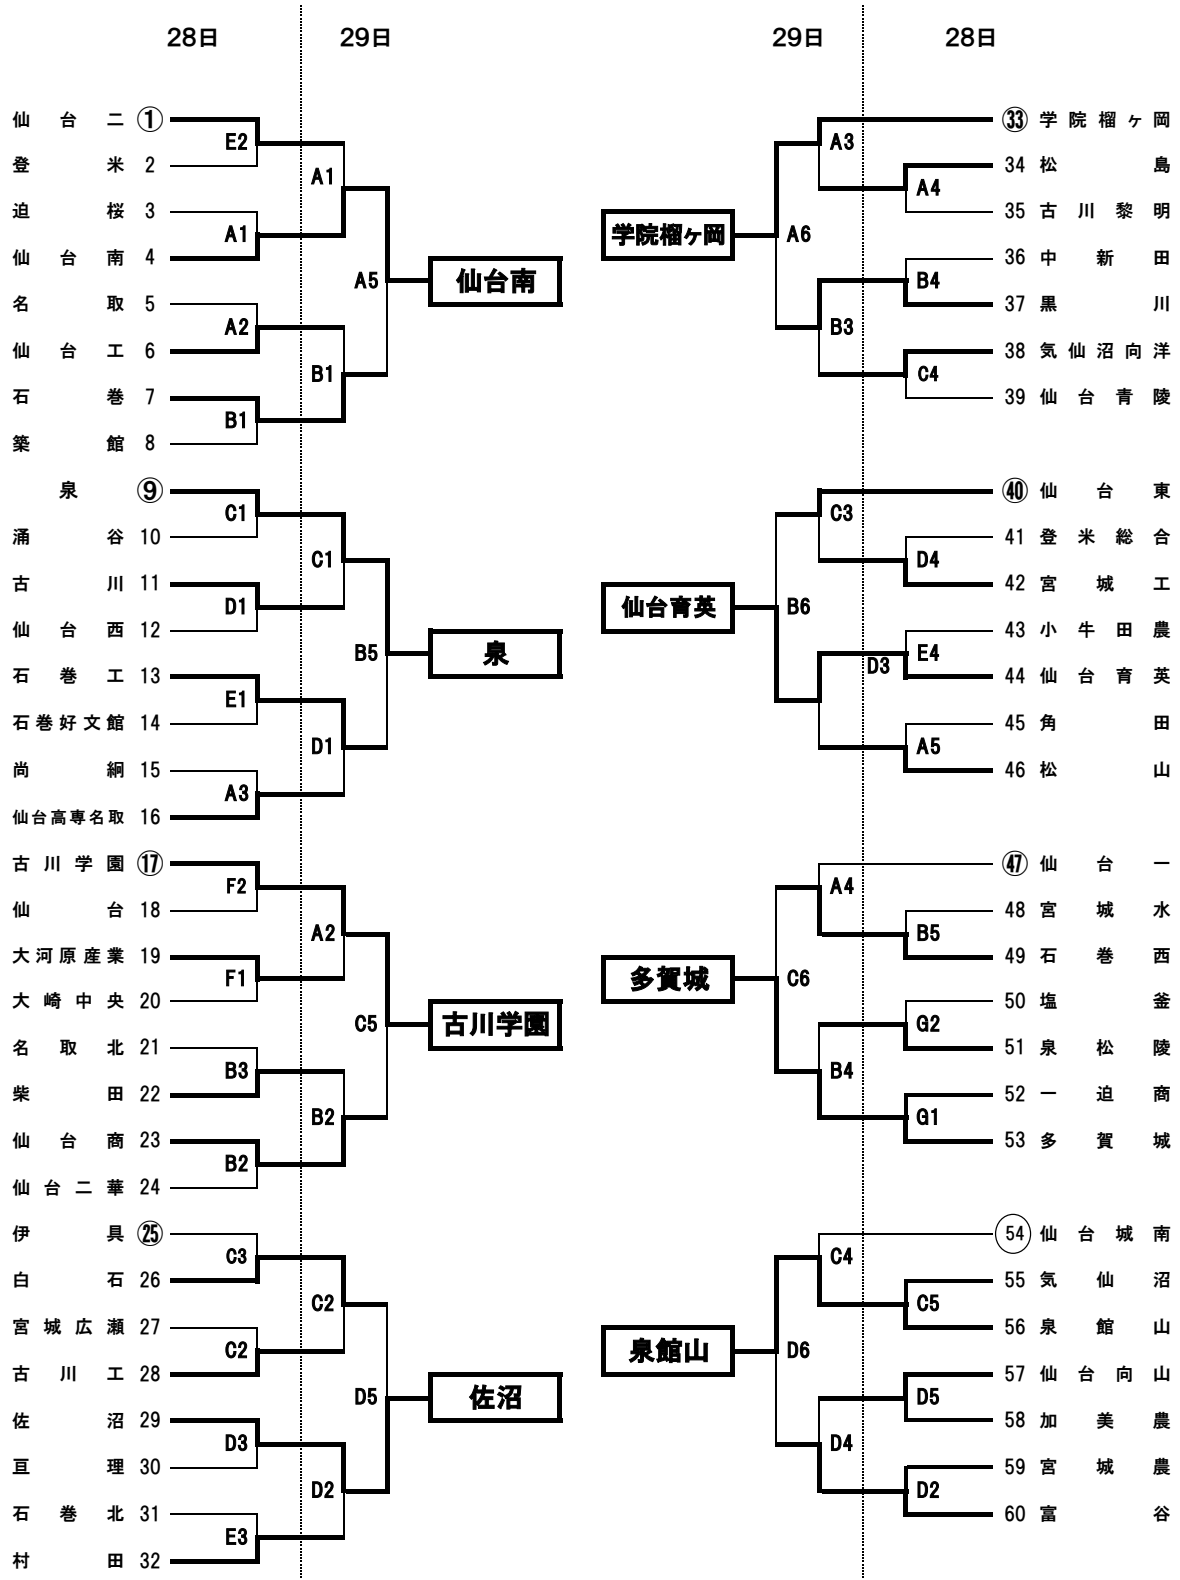 28日 29日 29日 28日
仙台二 ①
E2
登米 2
A1
迫桜 3
A1
仙台南 4
A5
仙台南
名取 5
A2
仙台工 6
B1
石巻 7
B1
築館 8
泉 ⑨
C1
涌谷 10
C1
古川 11
D1
仙台西 12
B5
泉
石巻工 13
E1
石巻好文館 14
D1
尚絅 15
A3
仙台高専名取 16
古川学園 ⑰
F2
仙台 18
A2
大河原産業 19
F1
大崎中央 20
C5
古川学園
名取北 21
B3
柴田 22
B2
仙台商 23
B2
仙台二華 24
伊具 ㉕
C3
白石 26
C2
宮城広瀬 27
C2
古川工 28
D5
佐沼
佐沼 29
D3
亘理 30
D2
石巻北 31
E3
村田 32
㉝ 学院榴ヶ岡
A3
34 松島
A4
35 古川黎明
学院榴ヶ岡
A6
36 中新田
B4
37 黒川
B3
38 気仙沼向洋
C4
39 仙台青陵
㊵ 仙台東
C3
41 登米総合
D4
42 宮城工
仙台育英
B6
43 小牛田農
E4
D3
44 仙台育英
45 角田
A5
46 松山
㊼ 仙台一
A4
48 宮城水
B5
49 石巻西
多賀城
C6
50 塩釜
G2
51 泉松陵
B4
52 一迫商
G1
53 多賀城
54 仙台城南
C4
55 気仙沼
C5
56 泉館山
泉館山
D6
57 仙台向山
D5
58 加美農
D4
59 宮城農
D2
60 富谷